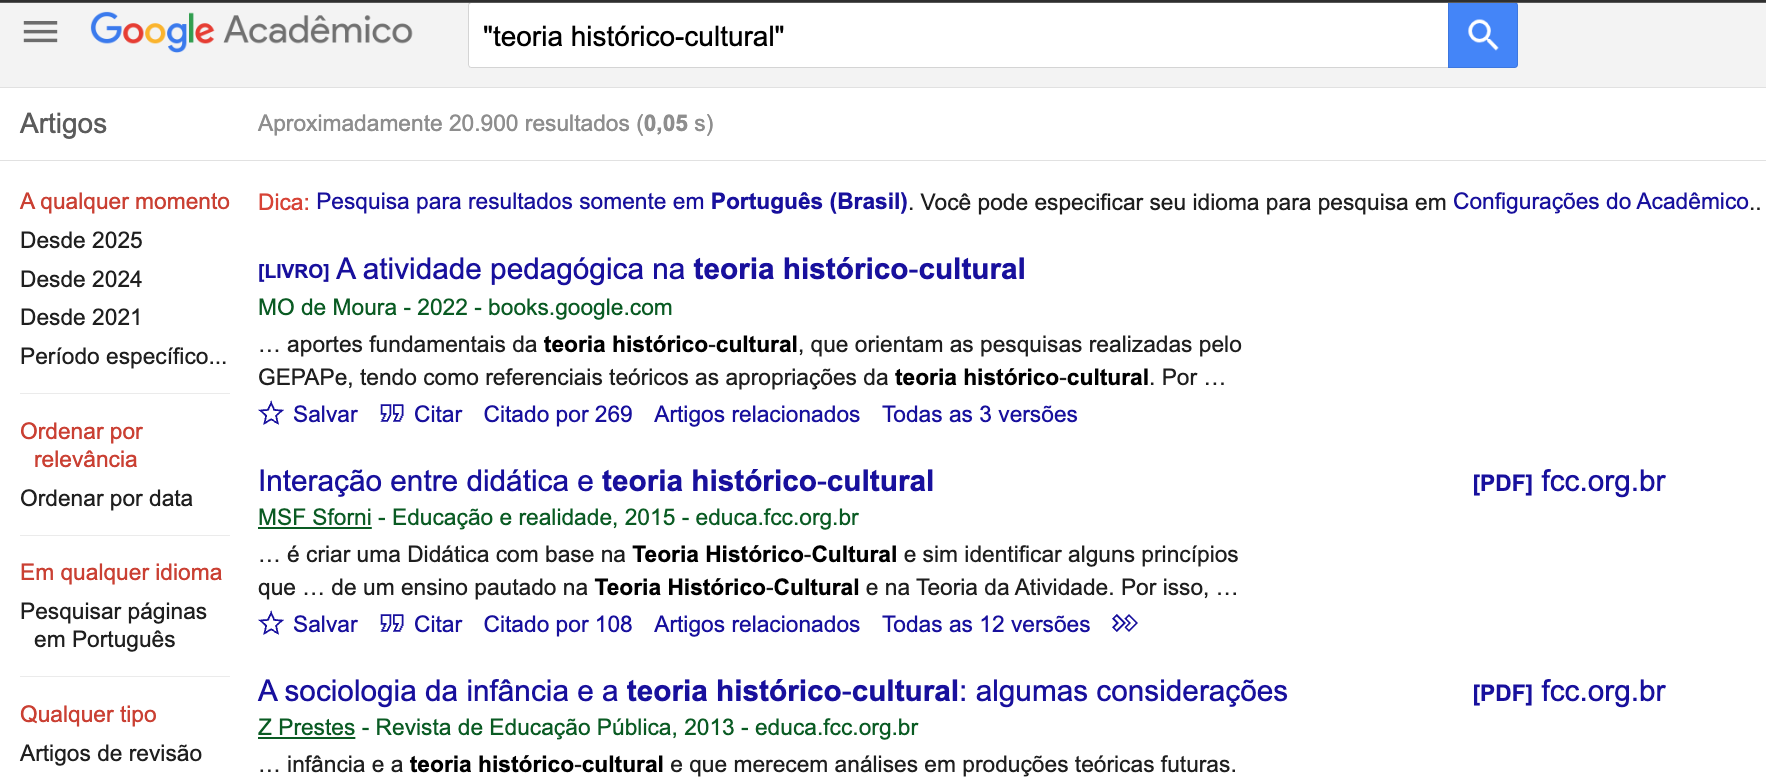 Google Acadêmico
"teoria histórico-cultural"
Artigos
Aproximadamente 20.900 resultados (0,05 s)
A qualquer momento
Desde 2025
Desde 2024
Desde 2021
Período específico...
Ordenar por
relevância
Ordenar por data
Em qualquer idioma
Pesquisar páginas
em Português
Qualquer tipo
Artigos de revisão
Dica: Pesquisa para resultados somente em Português (Brasil). Você pode especificar seu idioma para pesquisa em Configurações do Acadêmico..
[LIVRO] A atividade pedagógica na teoria histórico-cultural
MO de Moura - 2022 - books.google.com
… aportes fundamentais da teoria histórico-cultural, que orientam as pesquisas realizadas pelo
GEPAPe, tendo como referenciais teóricos as apropriações da teoria histórico-cultural. Por …
Salvar Citar Citado por 269 Artigos relacionados Todas as 3 versões
Interação entre didática e teoria histórico-cultural
[PDF] fcc.org.br
MSF Sforni - Educação e realidade, 2015 - educa.fcc.org.br
… é criar uma Didática com base na Teoria Histórico-Cultural e sim identificar alguns princípios
que … de um ensino pautado na Teoria Histórico-Cultural e na Teoria da Atividade. Por isso, …
Salvar Citar Citado por 108 Artigos relacionados Todas as 12 versões
A sociologia da infância e a teoria histórico-cultural: algumas considerações
[PDF] fcc.org.br
Z Prestes - Revista de Educação Pública, 2013 - educa.fcc.org.br
… infância e a teoria histórico-cultural e que merecem análises em produções teóricas futuras.